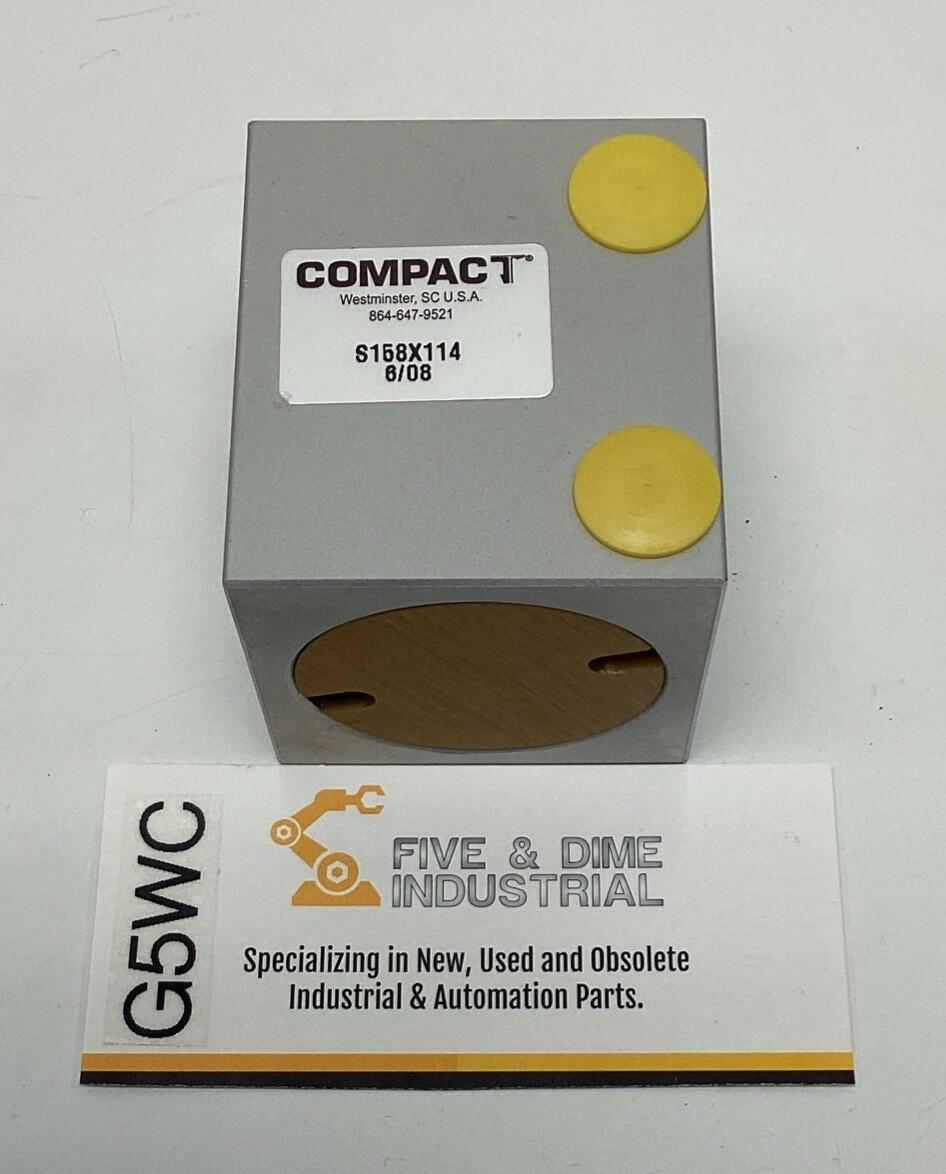 COMPACT®
Westminster, SC U.S.A.
864-647-9521
S158X114
6/08
G5WC
FIVE & DIME
INDUSTRIAL
Specializing in New, Used and Obsolete
Industrial & Automation Parts.